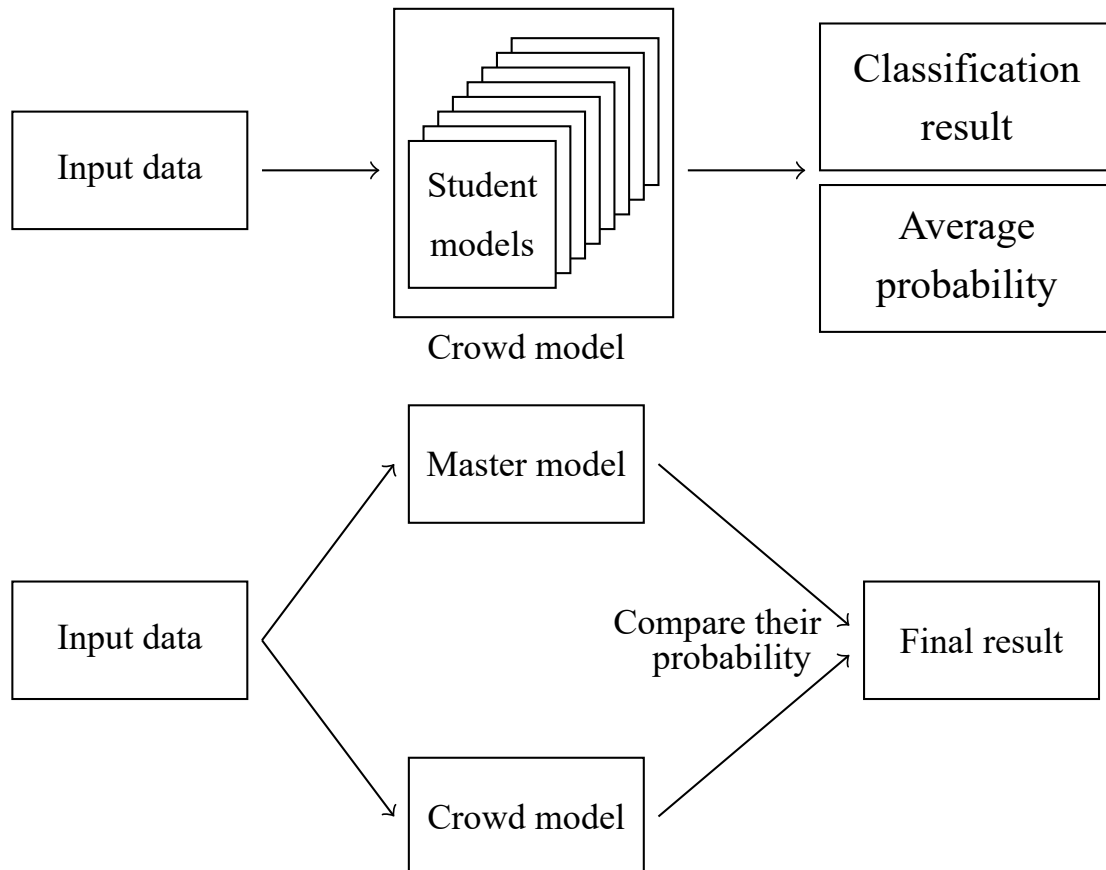 Input data
Student
models
Crowd model
Classification
result
Average
probability
Input data
Master model
Crowd model
Compare their
probability
Final result